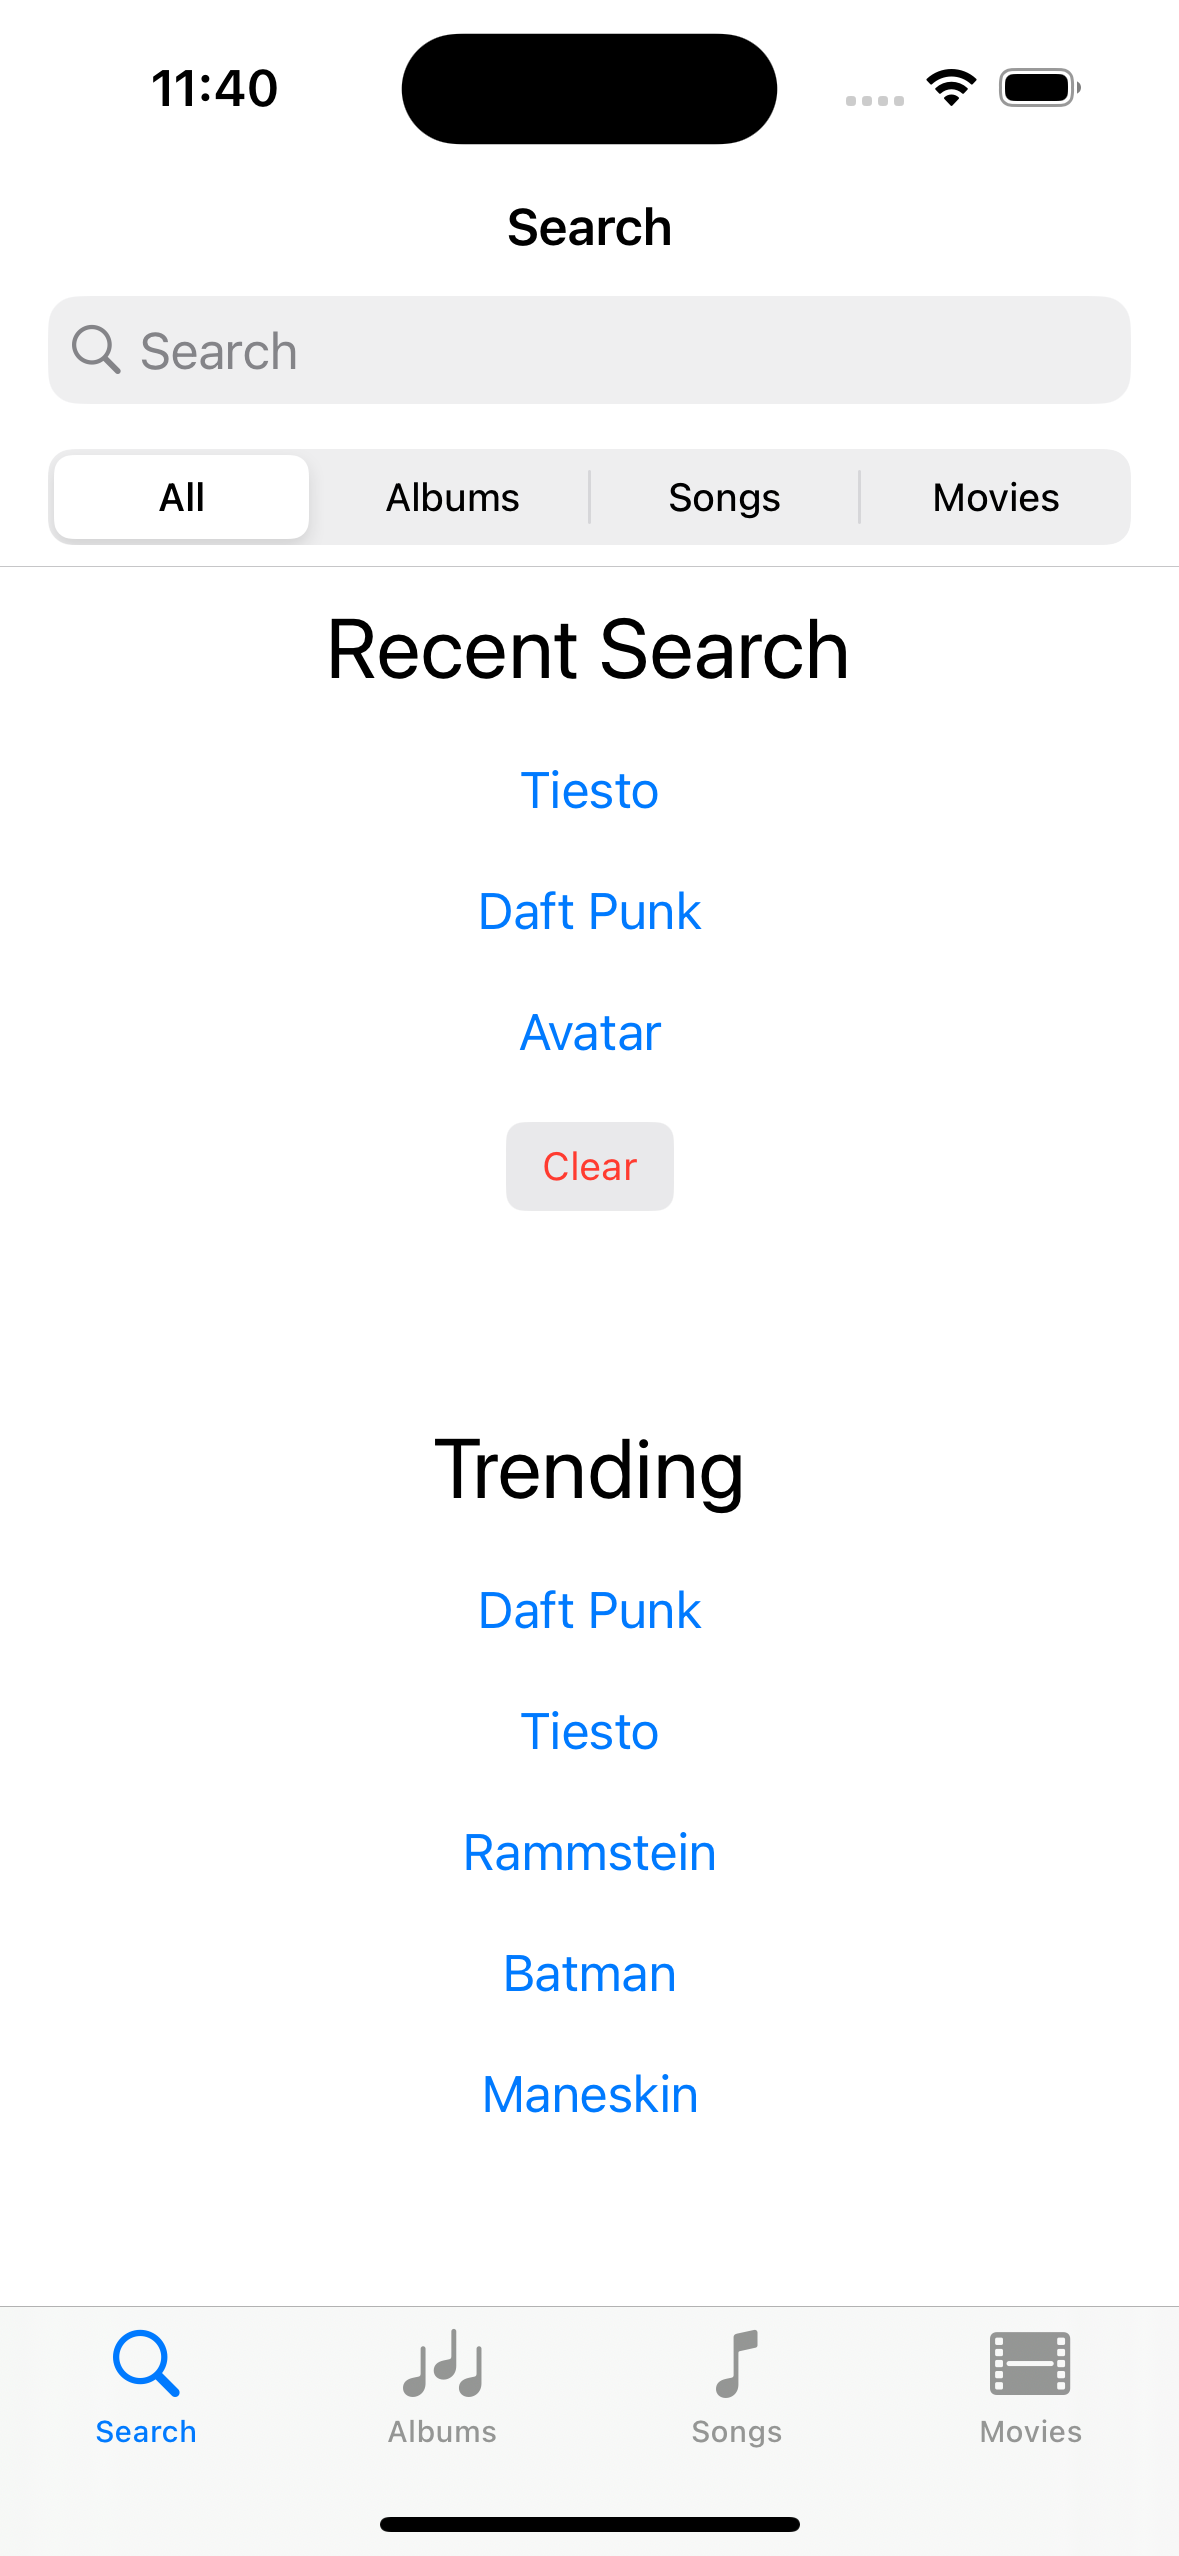 11:40
Search
Search
All Albums Songs Movies
Recent Search
Tiesto
Daft Punk
Avatar
Clear
Trending
Daft Punk
Tiesto
Rammstein
Batman
Maneskin
Search Albums Songs Movies